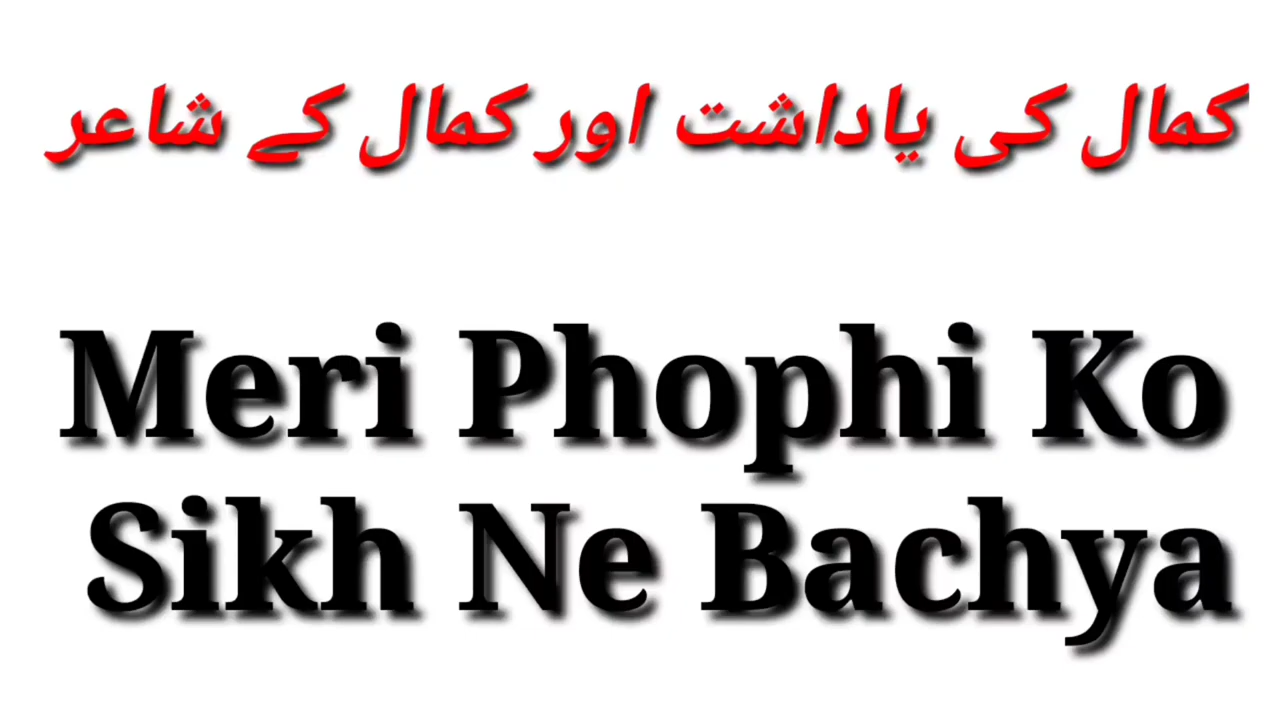 کمال کی یاداشت اور کمال کے شاعر
Meri Phophi Ko
Sikh Ne Bachya